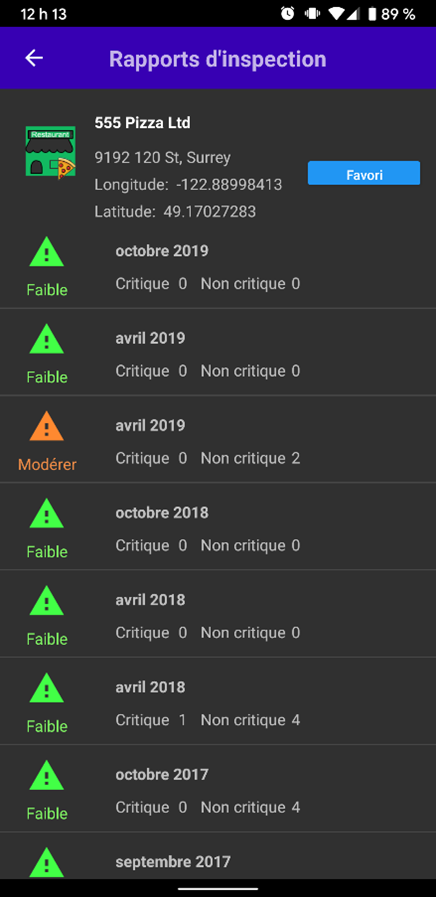 12 h 13
89 %
Rapports d'inspection
Restaurant
555 Pizza Ltd
9192 120 St, Surrey
Longitude: -122.88998413
Favori
Latitude: 49.17027283
octobre 2019
Critique 0 Non critique 0
Faible
avril 2019
Critique 0 Non critique 0
Faible
avril 2019
Critique 0 Non critique 2
Modérer
octobre 2018
Critique 0 Non critique 0
Faible
avril 2018
Critique 0 Non critique 0
Faible
avril 2018
Critique 1 Non critique 4
Faible
octobre 2017
Critique 0 Non critique 4
Faible
septembre 2017